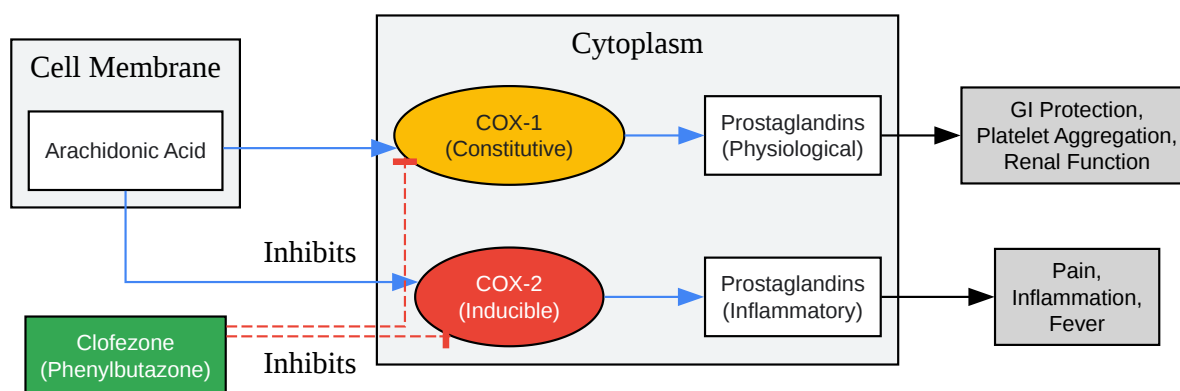 Cytoplasm
Cell Membrane
Arachidonic Acid
COX-1
(Constitutive)
Prostaglandins
(Physiological)
GI Protection,
Platelet Aggregation,
Renal Function
Inhibits
COX-2
(Inducible)
Prostaglandins
(Inflammatory)
Pain,
Inflammation,
Fever
Clofezone
(Phenylbutazone)
Inhibits